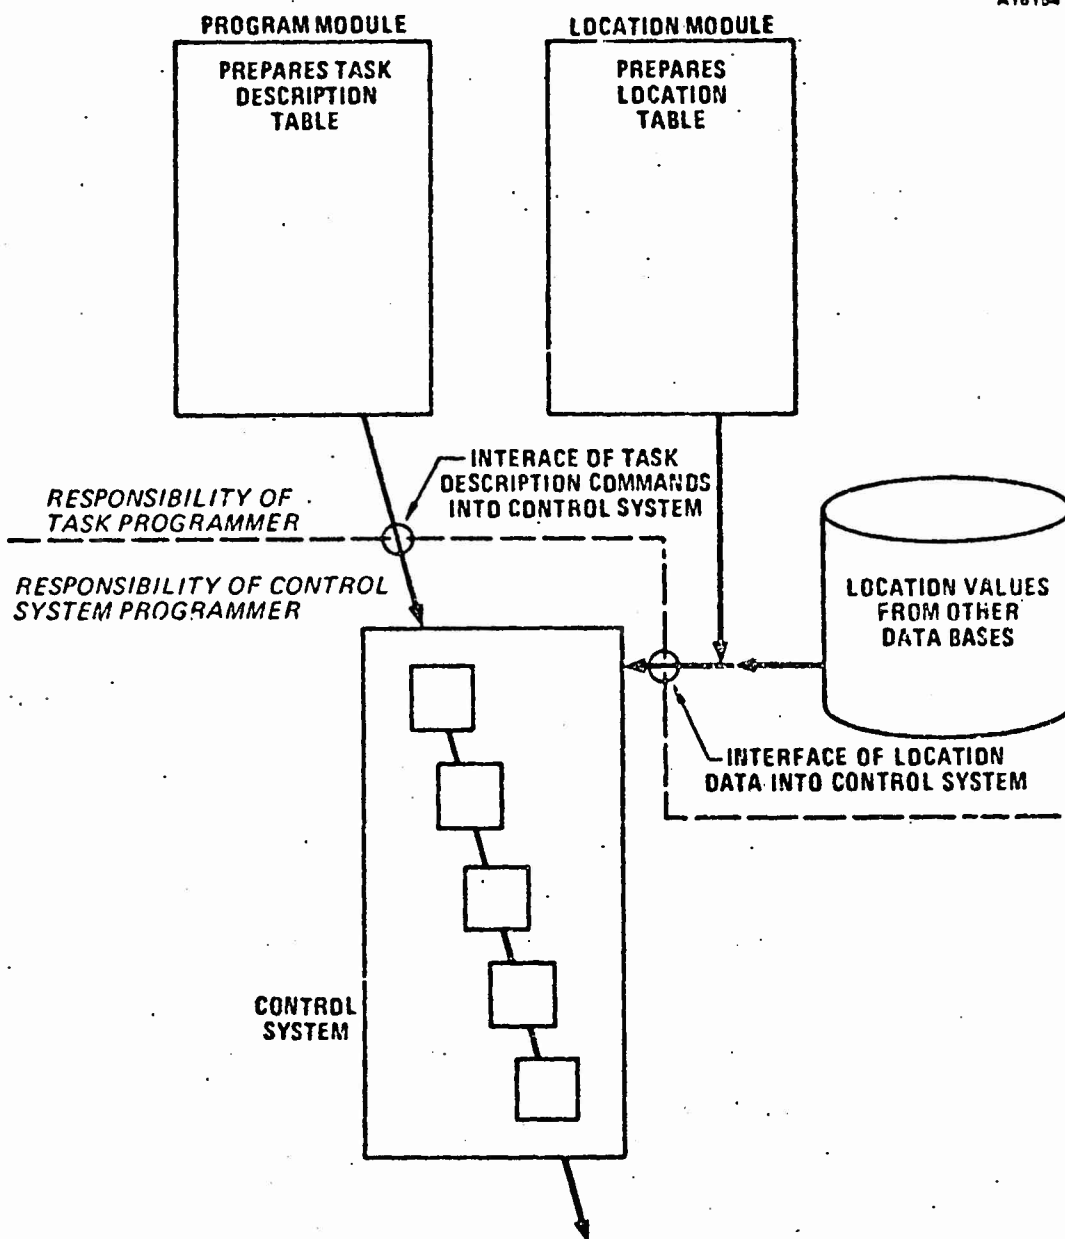 PROGRAM MODULE
PREPARES TASK
DESCRIPTION
TABLE
LOCATION MODULE
PREPARES
LOCATION
TABLE
INTERACE OF TASK
DESCRIPTION COMMANDS
INTO CONTROL SYSTEM
RESPONSIBILITY OF
TASK PROGRAMMER
RESPONSIBILITY OF CONTROL
SYSTEM PROGRAMMER
LOCATION VALUES
FROM OTHER
DATA BASES
INTERFACE OF LOCATION
DATA INTO CONTROL SYSTEM
CONTROL
SYSTEM